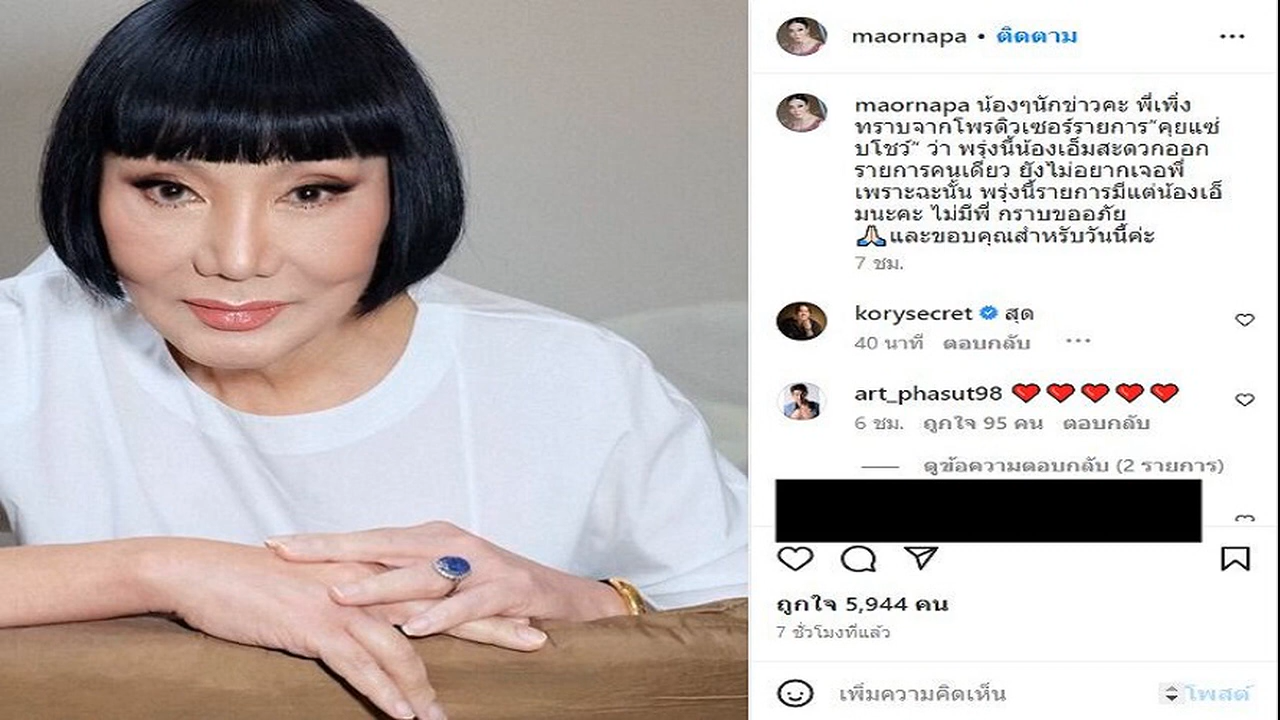 maornapa • ติดตาม
maornapa น้องๆนักข่าวคะ พี่เพิ่ง
ทราบจากโพรดิวเซอร์รายการ“คุยแซ่
บโชว์” ว่า พรุ่งนี้น้องเอ็มสะดวกออก
รายการคนเดียว ยังไม่อยากเจอพี่
เพราะฉะนั้น พรุ่งนี้รายการมีแต่น้องเอ็
มนะคะ ไม่มีพี่ กราบขออภัย
🙏🏻และขอบคุณสำหรับวันนี้ค่ะ
7 ชม.
korysecret สุด
40 นาที ตอบกลับ
art_phasut98 ❤️❤️❤️❤️❤️
6 ชม. ถูกใจ 95 คน ตอบกลับ
ดูข้อความตอบกลับ (2 รายการ)
ถูกใจ 5,944 คน
7 ชั่วโมงที่แล้ว
เพิ่มความคิดเห็น โพสต์